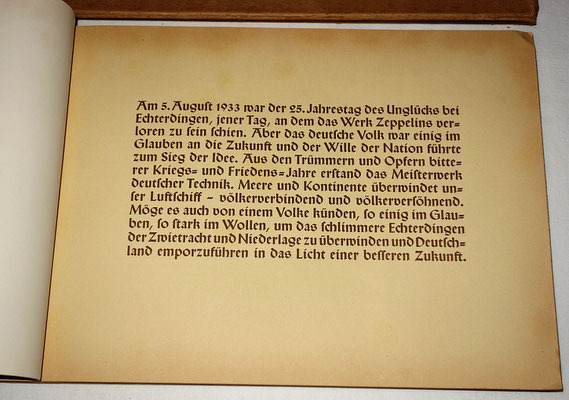 Am 5. August 1933 war der 25. Jahrestag des Unglücks bei
Echterdingen, jener Tag, an dem das Werk Zeppelins ver-
loren zu sein schien. Aber das deutsche Volk war einig im
Glauben an die Zukunft und der Wille der Nation führte
zum Sieg der Idee. Aus den Trümmern und Opfern bitte-
rer Kriegs- und Friedens-Jahre erstand das Meisterwerk
deutscher Technik. Meere und Kontinente überwindet un-
ser Luftschiff - völkerverbindend und völkerversöhnend.
Möge es auch von einem Volke künden, so einig im Glau-
ben, so stark im Wollen, um das schlimmere Echterdingen
der Zwietracht und Niederlage zu überwinden und Deutsch-
land emporzuführen in das Licht einer besseren Zukunft.